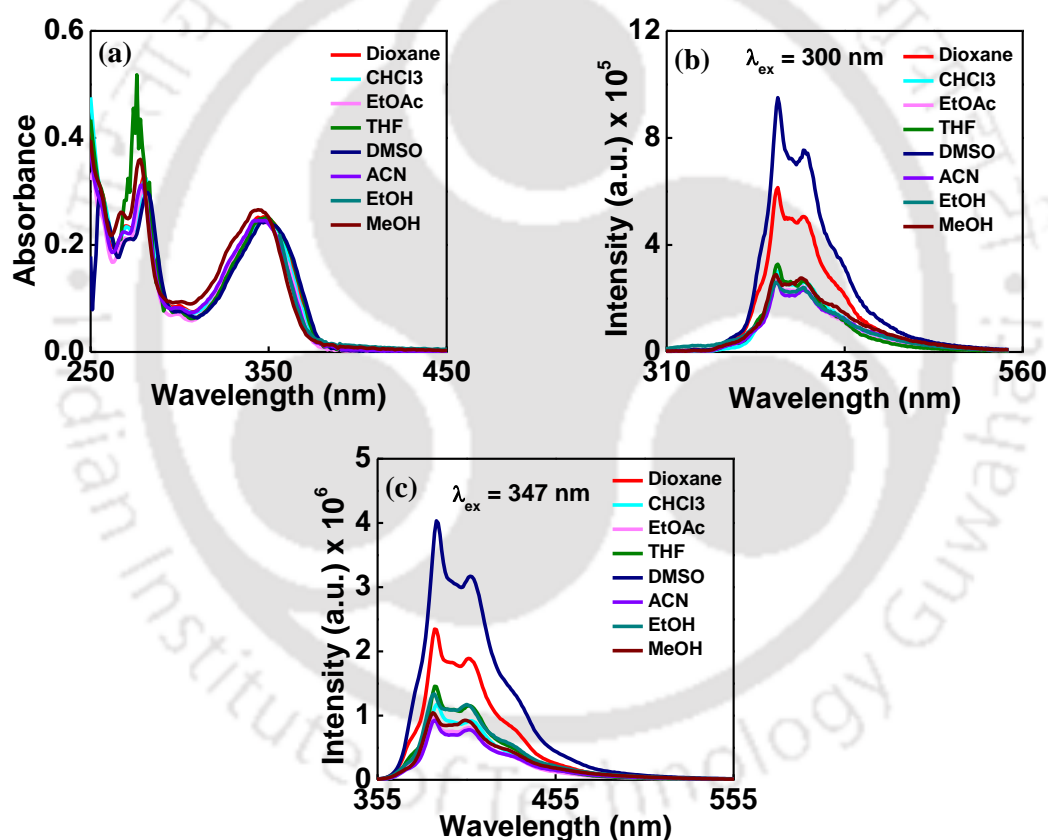 (a)
0.6
0.4
0.2
0.0
Absorbance
250
350
450
Wavelength (nm)
Dioxane
CHCl3
EtOAc
THF
DMSO
ACN
EtOH
MeOH
(b)
λex = 300 nm
12
8
4
0
Intensity (a.u.) x 10^5
310
435
560
Wavelength (nm)
Dioxane
CHCl3
EtOAc
THF
DMSO
ACN
EtOH
MeOH
(c)
λex = 347 nm
5
4
3
2
1
0
Intensity (a.u.) x 10^6
355
455
555
Wavelength (nm)
Dioxane
CHCl3
EtOAc
THF
DMSO
ACN
EtOH
MeOH
Indian Institute of Technology Guwahati